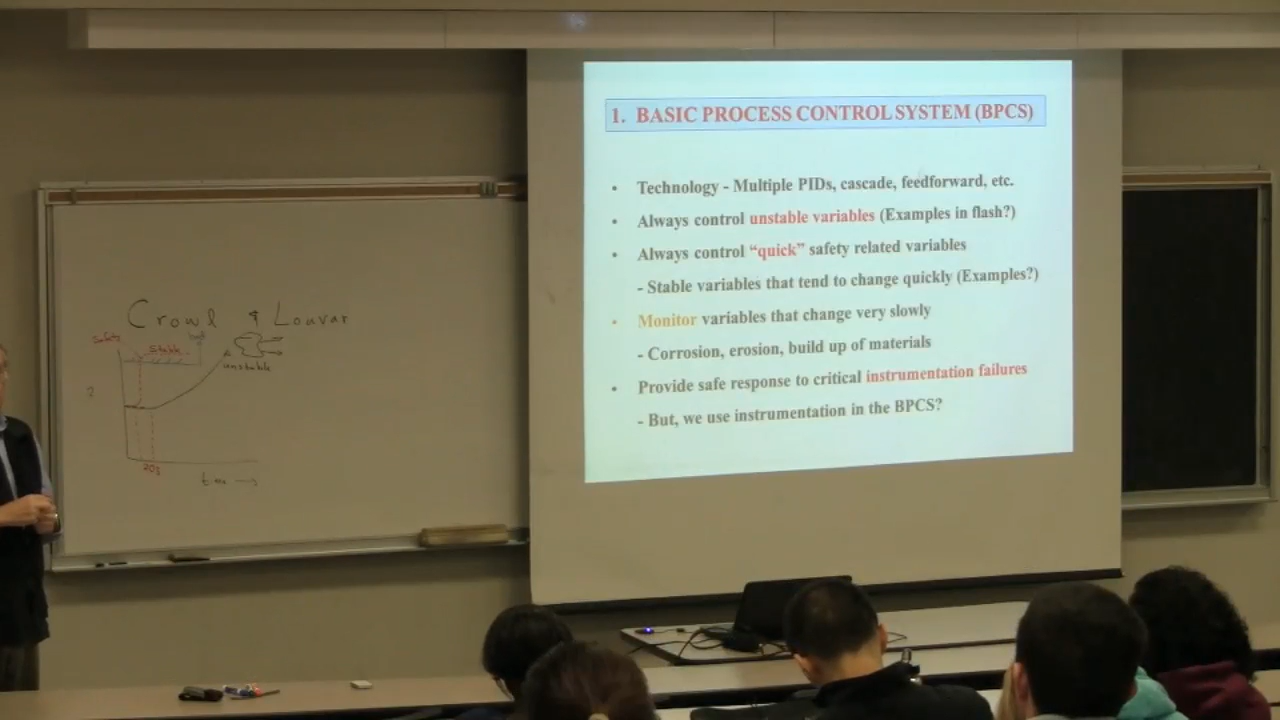 Crowl & Louvar
Safety
Stable
unstable
20s
time
1. BASIC PROCESS CONTROL SYSTEM (BPCS)
• Technology - Multiple PIDs, cascade, feedforward, etc.
• Always control unstable variables (Examples in flash?)
• Always control “quick” safety related variables
- Stable variables that tend to change quickly (Examples?)
• Monitor variables that change very slowly
- Corrosion, erosion, build up of materials
• Provide safe response to critical instrumentation failures
- But, we use instrumentation in the BPCS?